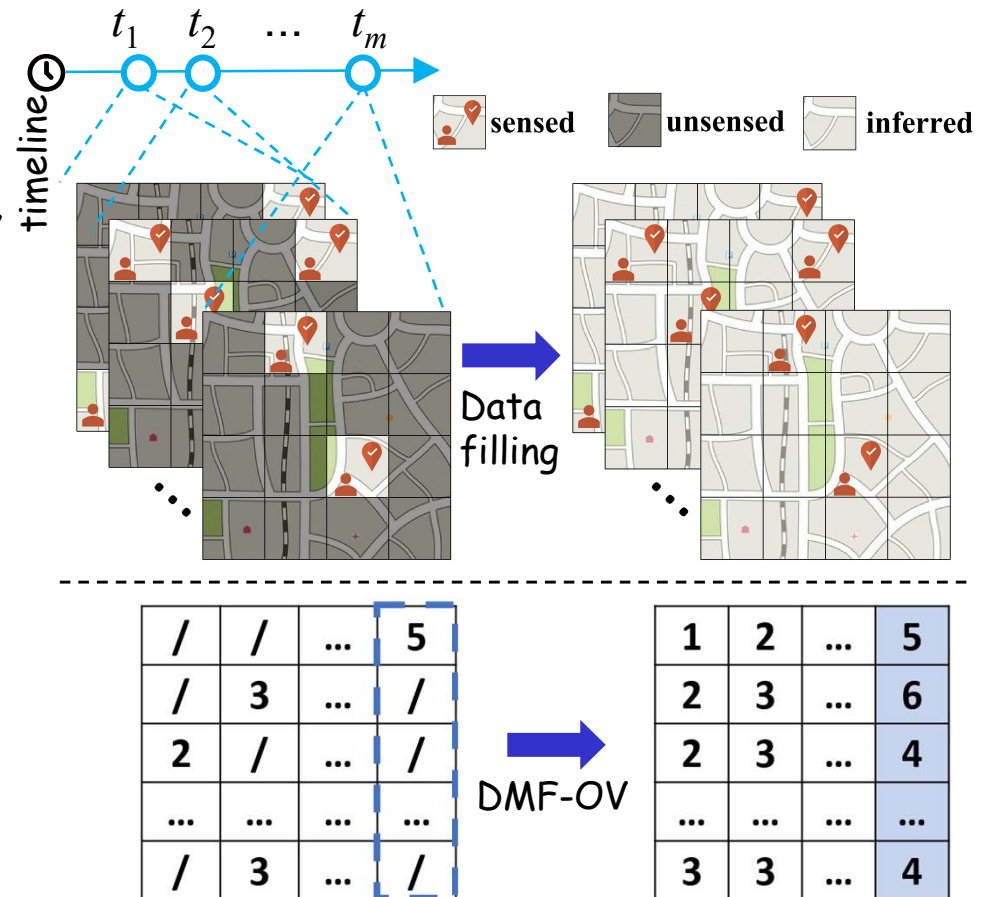 t1 t2 ... tm
timeline
sensed unsensed inferred
Data
filling
/ / ... 5
/ 3 ... /
2 / ... /
... ... ... ...
/ 3 ... /
DMF-OV
1 2 ... 5
2 3 ... 6
2 3 ... 4
... ... ... ...
3 3 ... 4